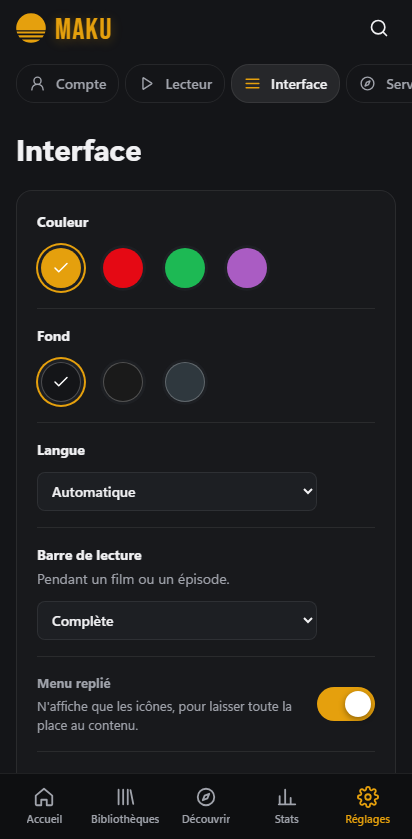 MAKU
Compte
Lecteur
Interface
Serv
Interface
Couleur
Fond
Langue
Automatique
Barre de lecture
Pendant un film ou un épisode.
Complète
Menu replié
N'affiche que les icônes, pour laisser toute la
place au contenu.
Accueil
Bibliothèques
Découvrir
Stats
Réglages